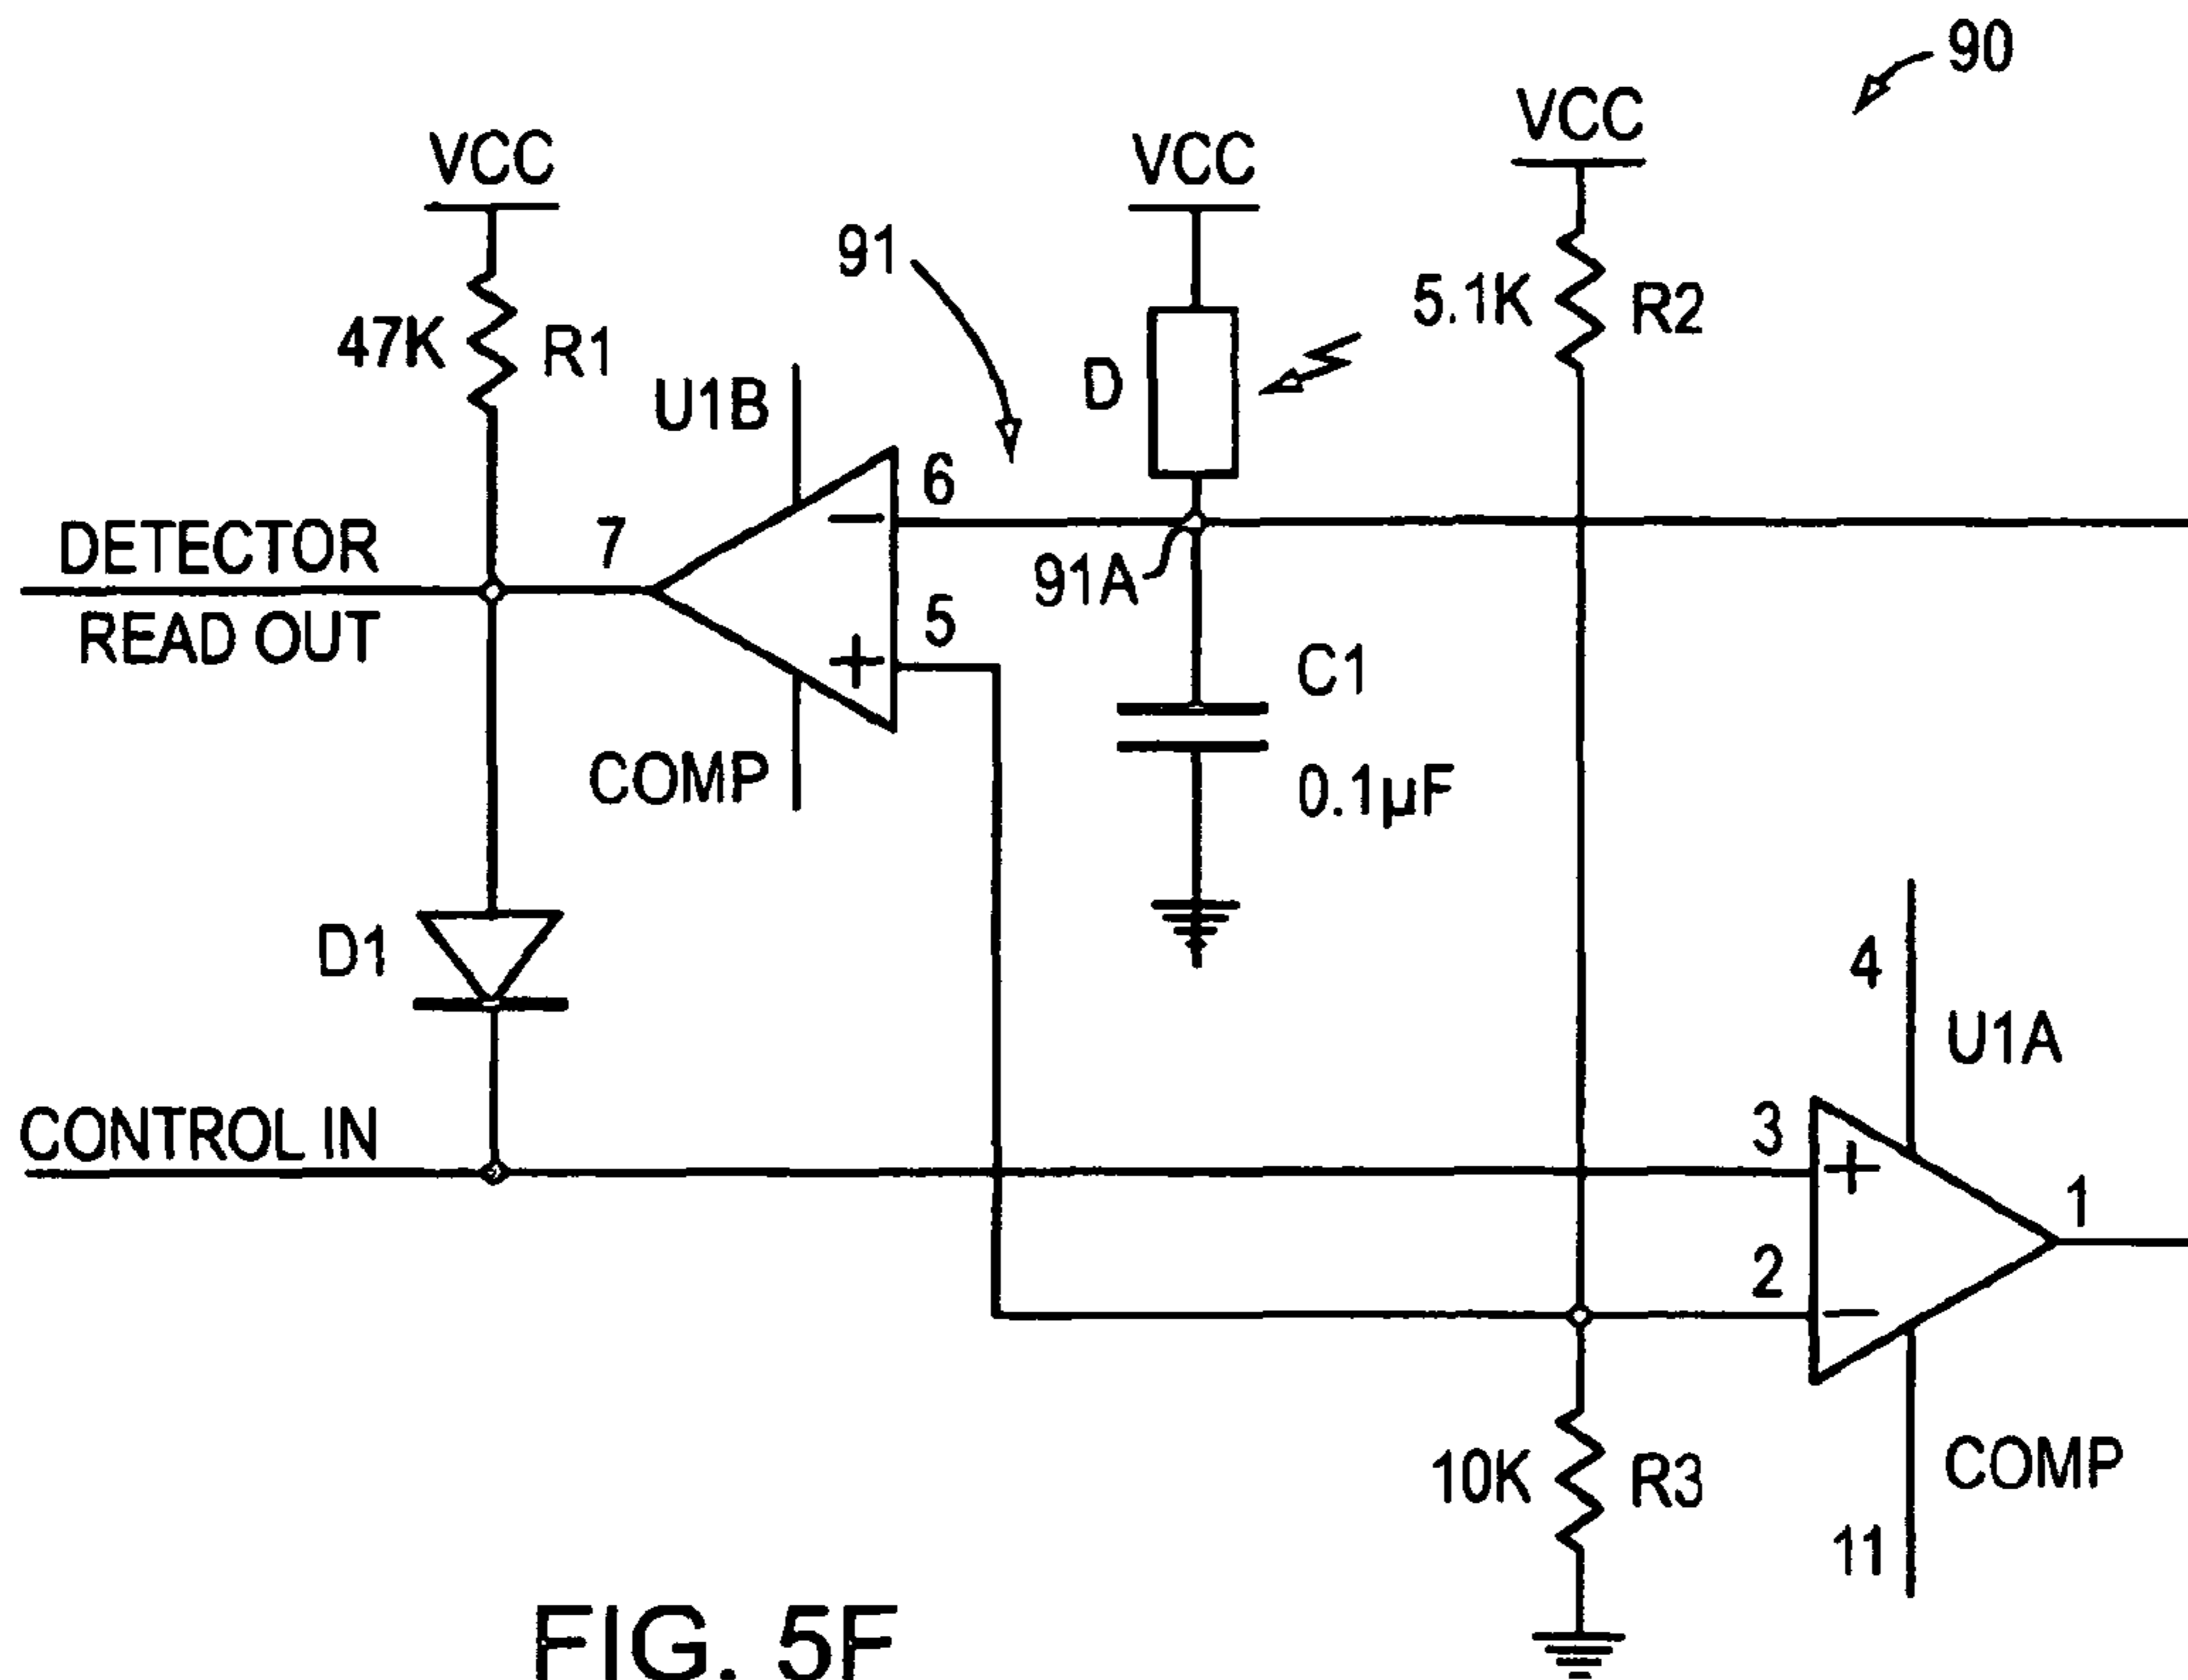 90
VCC
VCC
VCC
91
47K
R1
5.1K
R2
U1B
D
6
−
DETECTOR
READ OUT
7
91A
5
+
C1
COMP
0.1µF
D1
4
U1A
CONTROL IN
3
+
1
2
−
10K
R3
COMP
11
FIG. 5F